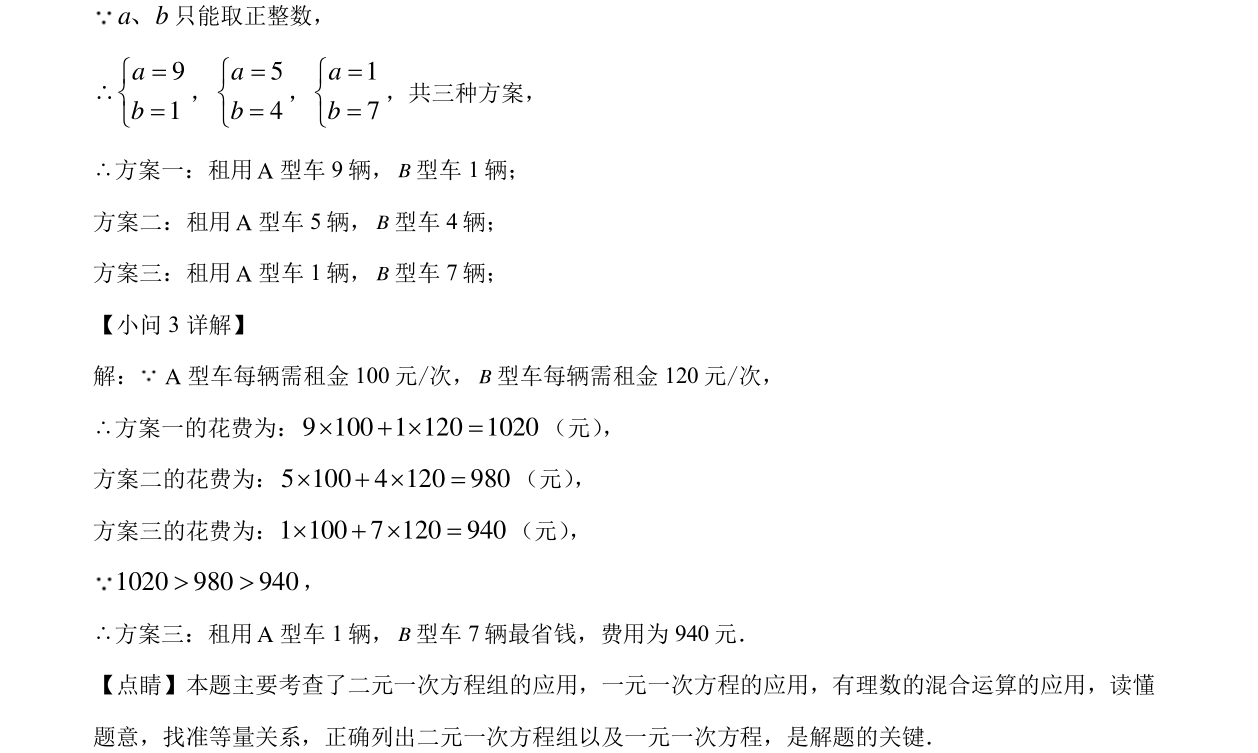 ∵a、b只能取正整数，
∴{a=9 b=1，{a=5 b=4，{a=1 b=7，共三种方案，
∴方案一：租用A型车9辆，B型车1辆；
方案二：租用A型车5辆，B型车4辆；
方案三：租用A型车1辆，B型车7辆；
【小问3详解】
解：∵A型车每辆需租金100元/次，B型车每辆需租金120元/次，
∴方案一的花费为：9×100+1×120=1020（元），
方案二的花费为：5×100+4×120=980（元），
方案三的花费为：1×100+7×120=940（元），
∵1020>980>940，
∴方案三：租用A型车1辆，B型车7辆最省钱，费用为940元．
【点睛】本题主要考查了二元一次方程组的应用，一元一次方程的应用，有理数的混合运算的应用，读懂
题意，找准等量关系，正确列出二元一次方程组以及一元一次方程，是解题的关键．